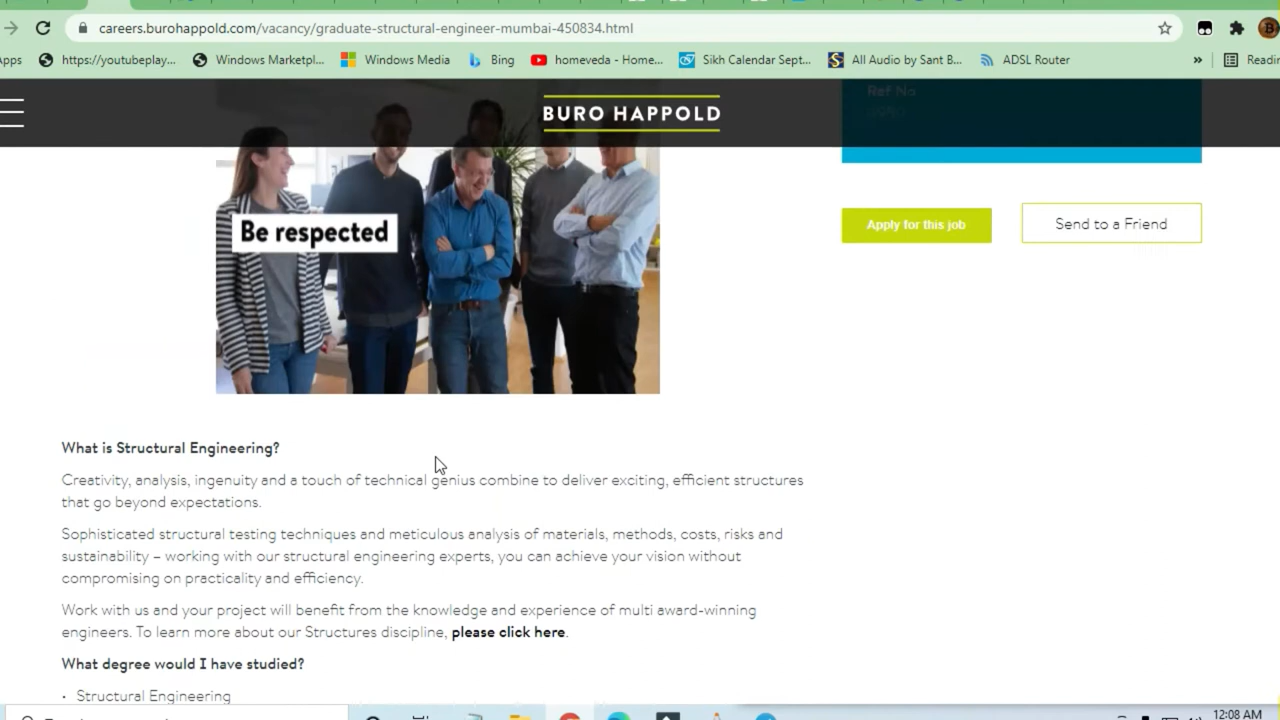 careers.burohappold.com/vacancy/graduate-structural-engineer-mumbai-450834.html
pps https://youtubeplay... Windows Marketpl... Windows Media Bing homeveda - Home... Sikh Calendar Sept... All Audio by Sant B... ADSL Router » Readin
BURO HAPPOLD
Ref No
Be respected
Apply for this job
Send to a Friend
What is Structural Engineering?
Creativity, analysis, ingenuity and a touch of technical genius combine to deliver exciting, efficient structures
that go beyond expectations.
Sophisticated structural testing techniques and meticulous analysis of materials, methods, costs, risks and
sustainability – working with our structural engineering experts, you can achieve your vision without
compromising on practicality and efficiency.
Work with us and your project will benefit from the knowledge and experience of multi award-winning
engineers. To learn more about our Structures discipline, please click here.
What degree would I have studied?
• Structural Engineering
12:08 AM